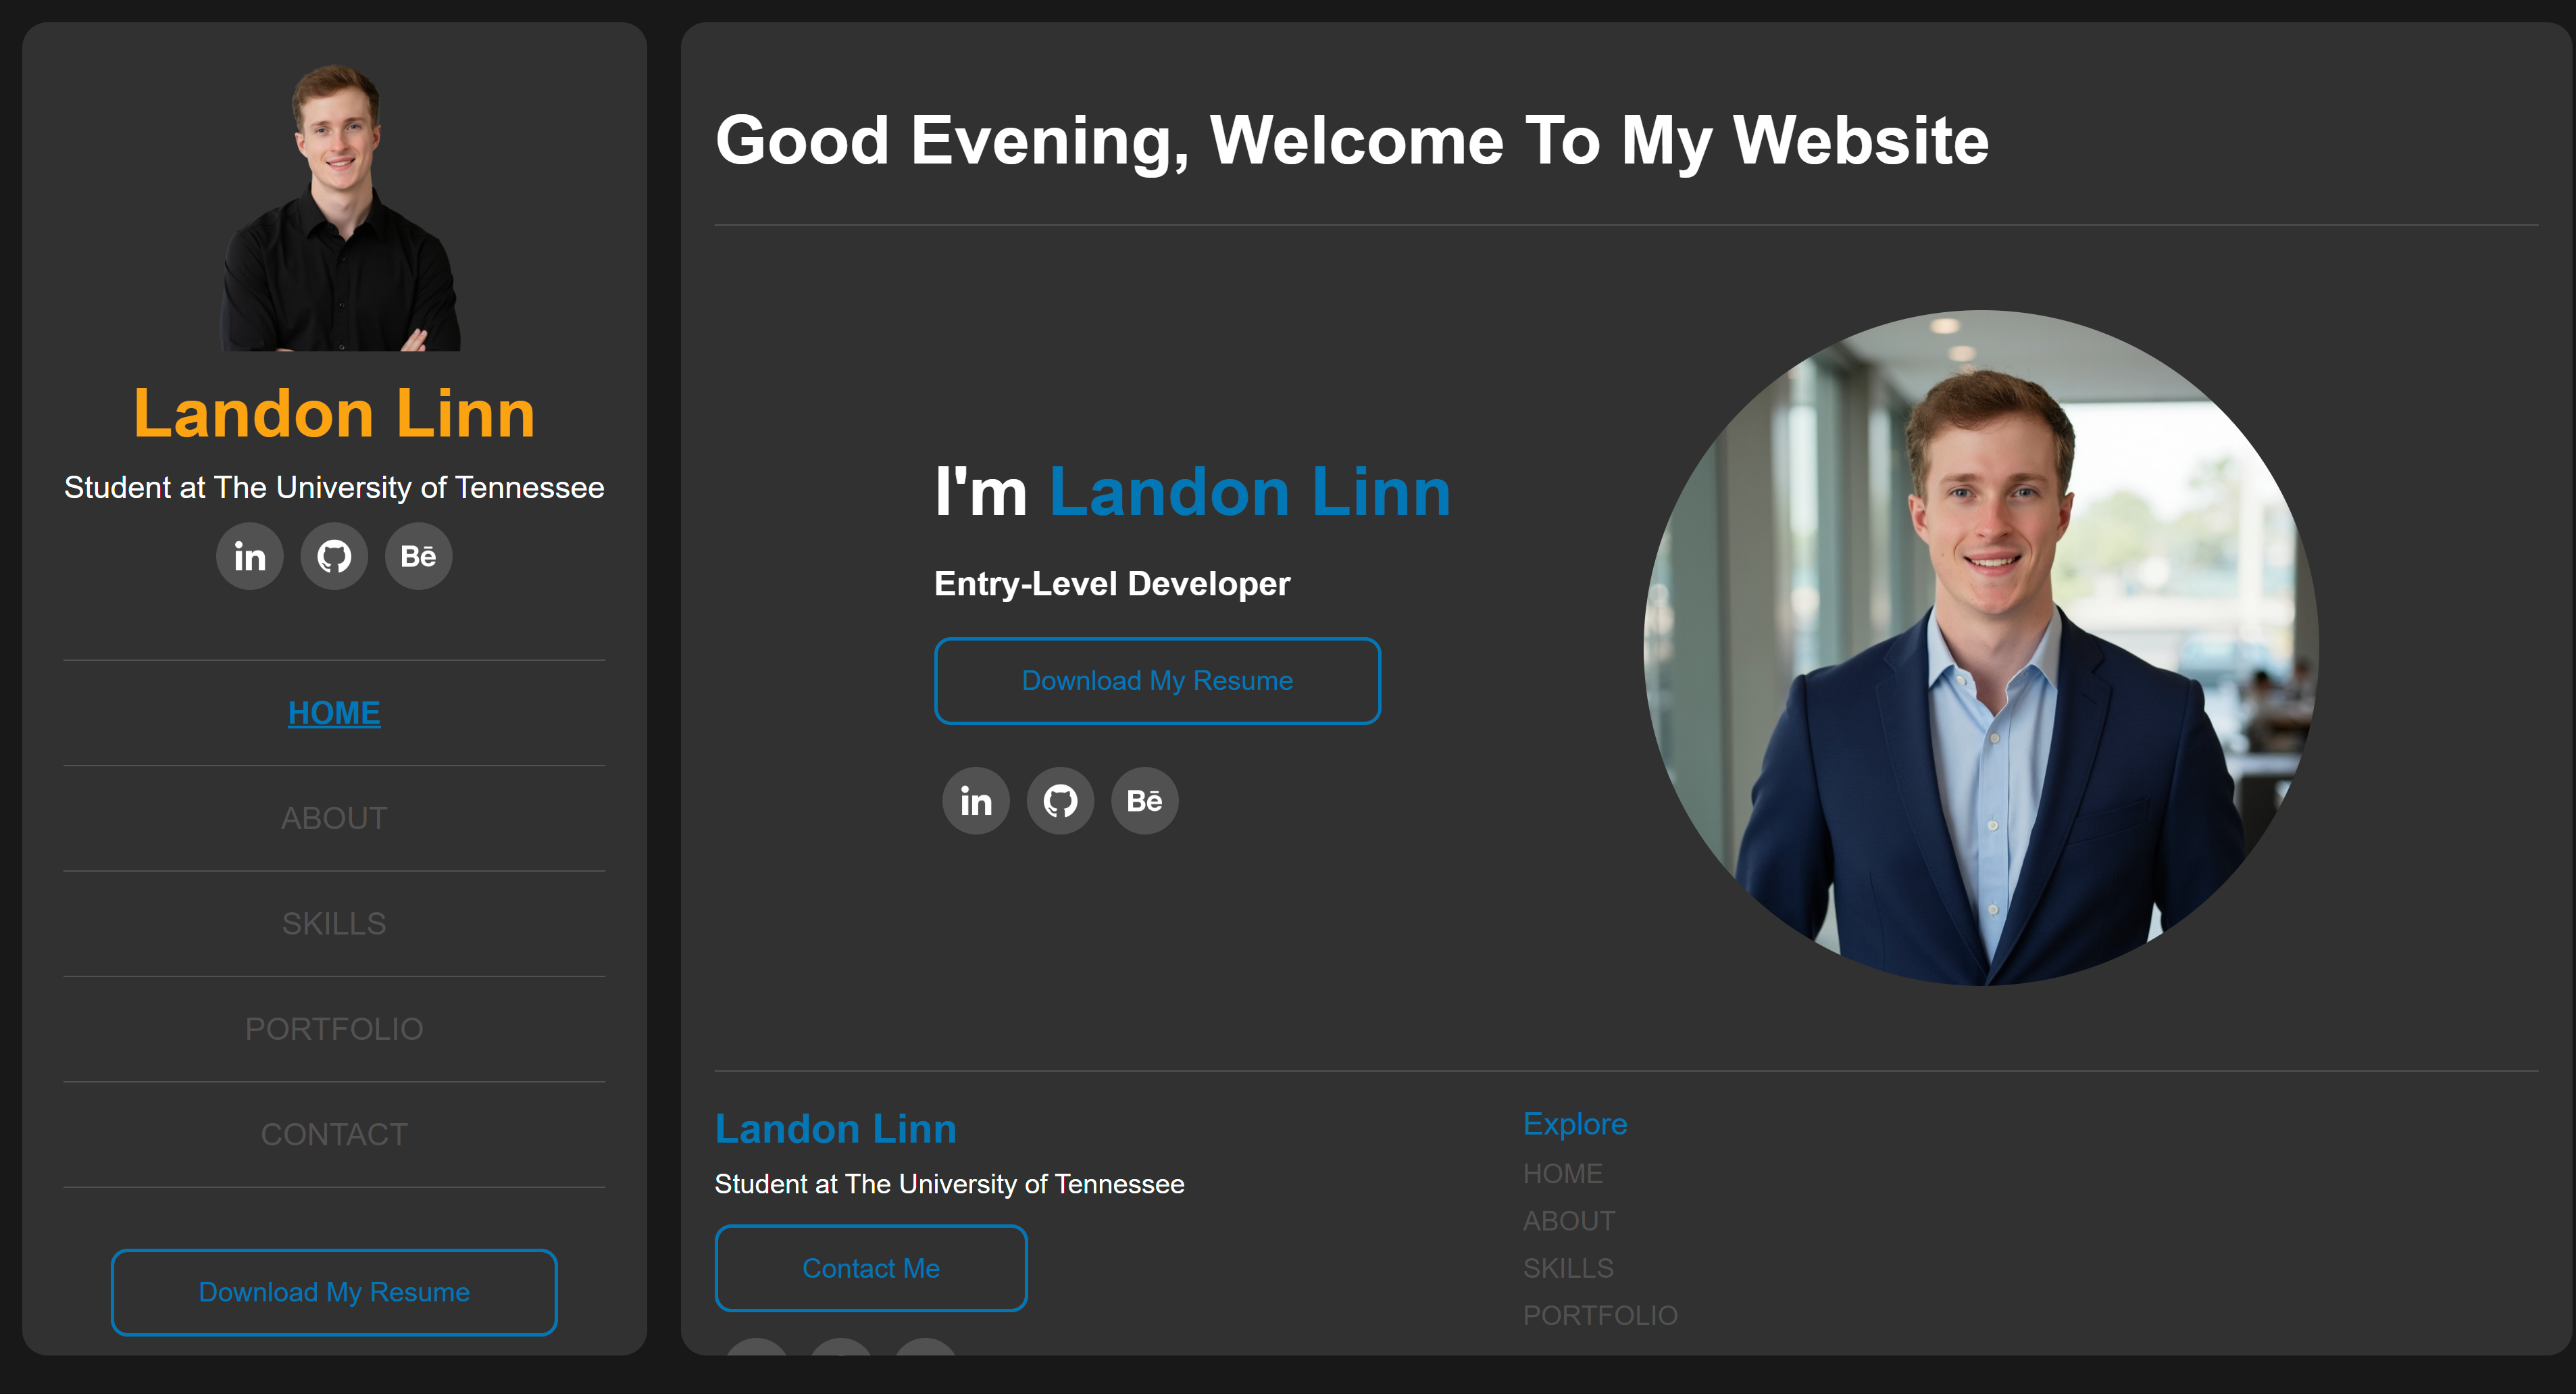 Landon Linn
Student at The University of Tennessee
in
Bē
HOME
ABOUT
SKILLS
PORTFOLIO
CONTACT
Download My Resume
Good Evening, Welcome To My Website
I'm Landon Linn
Entry-Level Developer
Download My Resume
in
Bē
Landon Linn
Student at The University of Tennessee
Contact Me
Explore
HOME
ABOUT
SKILLS
PORTFOLIO